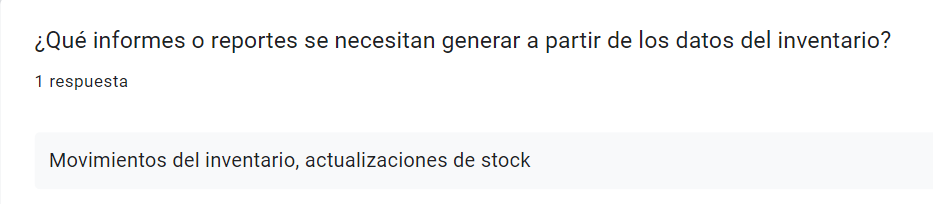 ¿Qué informes o reportes se necesitan generar a partir de los datos del inventario?
1 respuesta
Movimientos del inventario, actualizaciones de stock